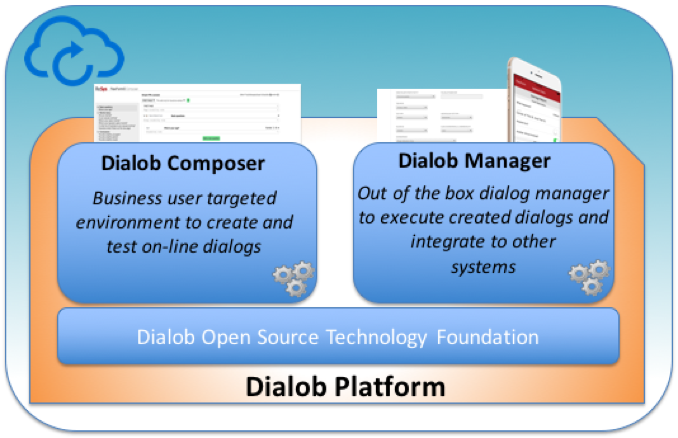 Dialob Composer
Business user targeted
environment to create and
test on-line dialogs
Dialob Manager
Out of the box dialog manager
to execute created dialogs and
integrate to other
systems
Dialob Open Source Technology Foundation
Dialob Platform